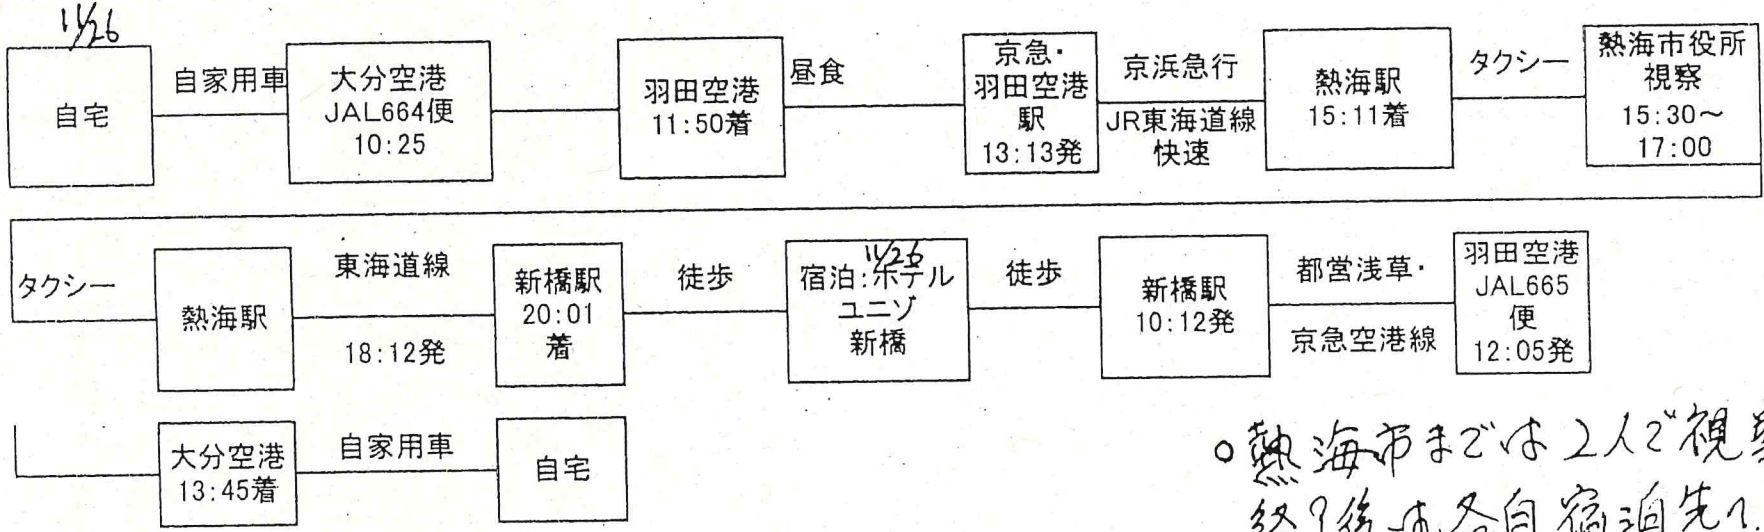 11/26
自宅
自家用車
大分空港
JAL664便
10:25
羽田空港
11:50着
昼食
京急・
羽田空港
駅
13:13発
京浜急行
JR東海道線
快速
熱海駅
15:11着
タクシー
熱海市役所
視察
15:30～
17:00
タクシー
熱海駅
東海道線
18:12発
新橋駅
20:01
着
徒歩
11/26
宿泊:ホテル
ユニゾ
新橋
徒歩
新橋駅
10:12発
都営浅草・
京急空港線
羽田空港
JAL665
便
12:05発
大分空港
13:45着
自家用車
自宅
○熱海市までは2人で視察
終了後は各自宿泊先